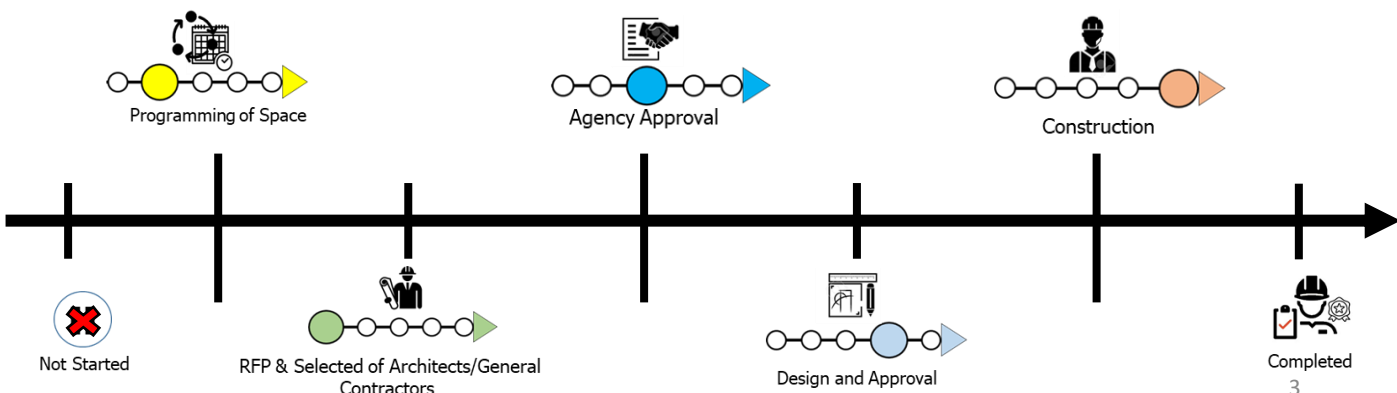 Programming of Space
Agency Approval
Construction
Not Started
RFP & Selected of Architects/General
Contractors
Design and Approval
Completed
3